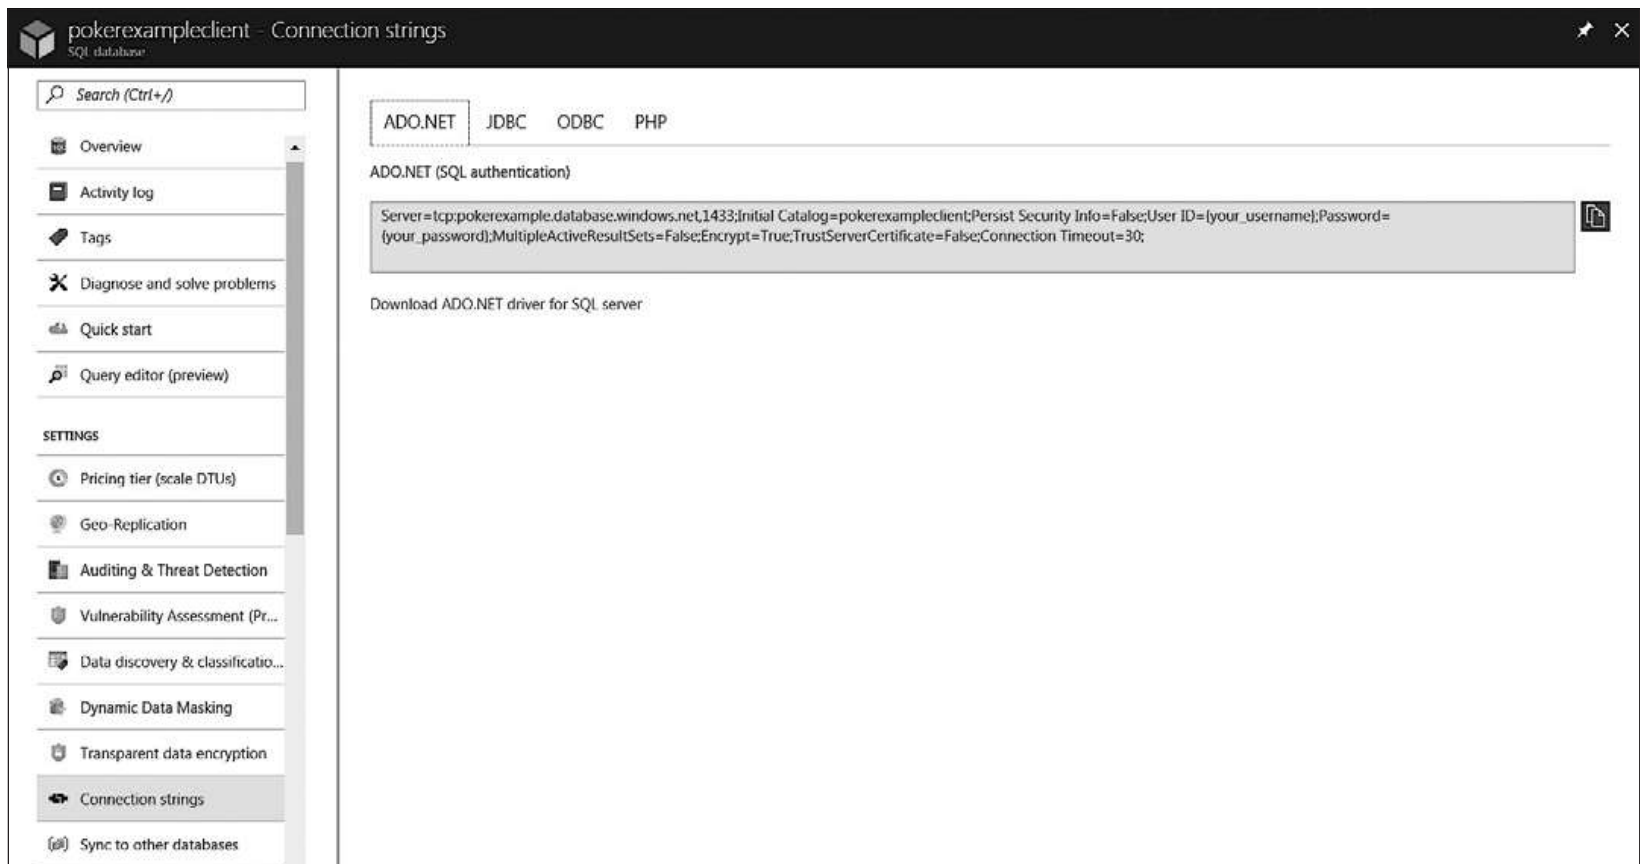 pokerexampleclient - Connection strings
SQL database
Search (Ctrl+/)
Overview
Activity log
Tags
Diagnose and solve problems
Quick start
Query editor (preview)
SETTINGS
Pricing tier (scale DTUs)
Geo-Replication
Auditing & Threat Detection
Vulnerability Assessment (Pr...
Data discovery & classificatio...
Dynamic Data Masking
Transparent data encryption
Connection strings
Sync to other databases
ADO.NET JDBC ODBC PHP
ADO.NET (SQL authentication)
Server=tcp:pokerexample.database.windows.net,1433;Initial Catalog=pokerexampleclient;Persist Security Info=False;User ID={your_username};Password=
{your_password};MultipleActiveResultSets=False;Encrypt=True;TrustServerCertificate=False;Connection Timeout=30;
Download ADO.NET driver for SQL server